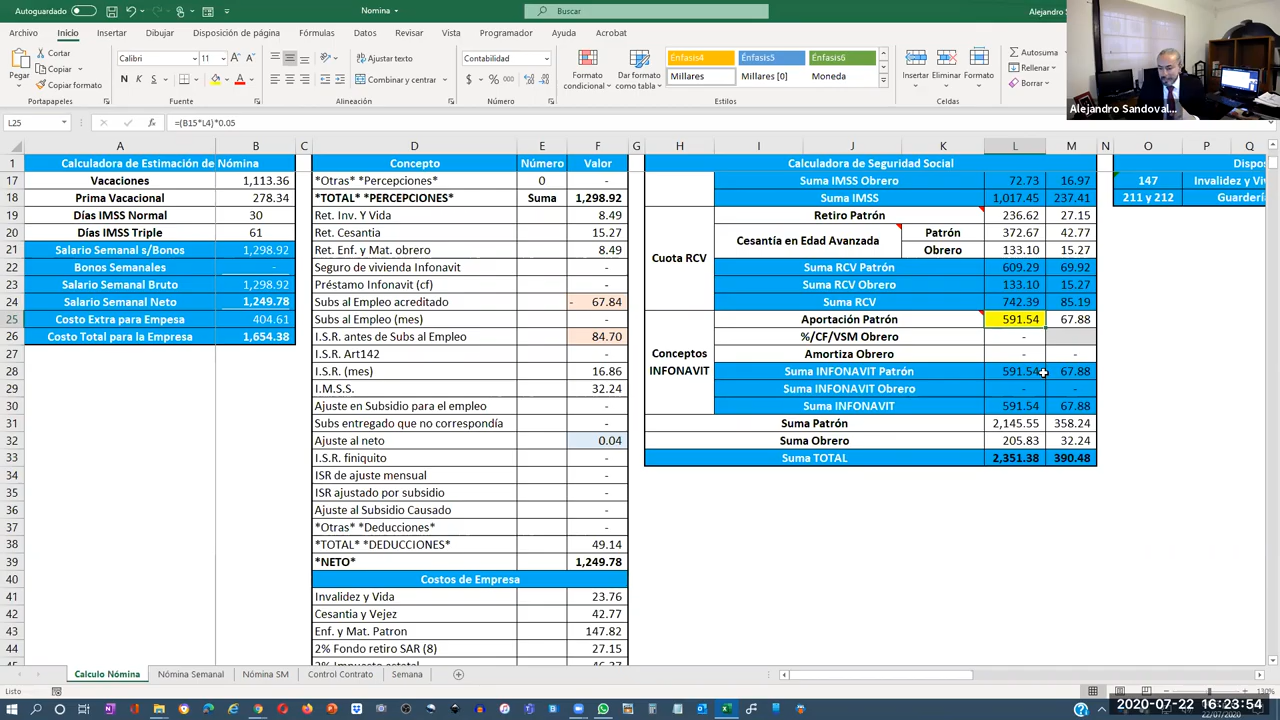 Autoguardado
Nomina
Buscar
Alejandro S
Archivo Inicio Insertar Dibujar Disposición de página Fórmulas Datos Revisar Vista Programador Ayuda Acrobat
Pegar
Cortar
Copiar
Copiar formato
Portapapeles
Calibri 11
N K S
Fuente
Ajustar texto
Combinar y centrar
Alineación
Contabilidad
$ % 000
Número
Formato condicional
Dar formato como tabla
Énfasis4 Énfasis5 Énfasis6
Millares Millares [0] Moneda
Estilos
Insertar Eliminar Formato
Celdas
Autosuma
Rellenar
Borrar
Alejandro Sandoval...
L25 fx =(B15*L4)*0.05
A B C D E F G H I J K L M N O P Q
1 Calculadora de Estimación de Nómina Concepto Número Valor Calculadora de Seguridad Social Dispo
17 Vacaciones 1,113.36 *Otras* *Percepciones* 0 - Suma IMSS Obrero 72.73 16.97 147 Invalidez y Vi
18 Prima Vacacional 278.34 *TOTAL* *PERCEPCIONES* Suma 1,298.92 Suma IMSS 1,017.45 237.41 211 y 212 Guardería
19 Días IMSS Normal 30 Ret. Inv. Y Vida 8.49 Retiro Patrón 236.62 27.15
20 Días IMSS Triple 61 Ret. Cesantia 15.27 Cesantía en Edad Avanzada Patrón 372.67 42.77
21 Salario Semanal s/Bonos 1,298.92 Ret. Enf. y Mat. obrero 8.49 Obrero 133.10 15.27
22 Bonos Semanales - Seguro de vivienda Infonavit - Cuota RCV Suma RCV Patrón 609.29 69.92
23 Salario Semanal Bruto 1,298.92 Préstamo Infonavit (cf) - Suma RCV Obrero 133.10 15.27
24 Salario Semanal Neto 1,249.78 Subs al Empleo acreditado - 67.84 Suma RCV 742.39 85.19
25 Costo Extra para Empesa 404.61 Subs al Empleo (mes) - Aportación Patrón 591.54 67.88
26 Costo Total para la Empresa 1,654.38 I.S.R. antes de Subs al Empleo 84.70 %/CF/VSM Obrero -
27 I.S.R. Art142 - Conceptos INFONAVIT Amortiza Obrero - -
28 I.S.R. (mes) 16.86 Suma INFONAVIT Patrón 591.54 67.88
29 I.M.S.S. 32.24 Suma INFONAVIT Obrero - -
30 Ajuste en Subsidio para el empleo - Suma INFONAVIT 591.54 67.88
31 Subs entregado que no correspondía - Suma Patrón 2,145.55 358.24
32 Ajuste al neto 0.04 Suma Obrero 205.83 32.24
33 I.S.R. finiquito - Suma TOTAL 2,351.38 390.48
34 ISR de ajuste mensual -
35 ISR ajustado por subsidio -
36 Ajuste al Subsidio Causado -
37 *Otras* *Deducciones* -
38 *TOTAL* *DEDUCCIONES* 49.14
39 *NETO* 1,249.78
40 Costos de Empresa
41 Invalidez y Vida 23.76
42 Cesantia y Vejez 42.77
43 Enf. y Mat. Patron 147.82
44 2% Fondo retiro SAR (8) 27.15
2% Impuesto estatal 46.37
Calculo Nómina Nómina Semanal Nómina SM Control Contrato Semana
Listo
130%
2020-07-22 16:23:54
22/07/2020